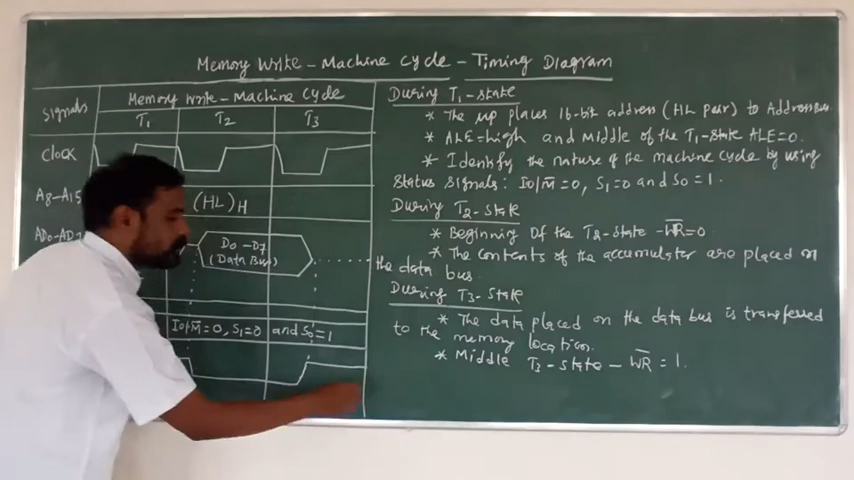 Memory Write - Machine Cycle - Timing Diagram
Signals
Memory Write - Machine Cycle
T1
T2
T3
Clock
A8-A15
(HL)H
AD0-AD7
D0-D7
(Data Bus)
IO/M̅=0, S1=0 and S0=1
During T1-state
* The up places 16-bit address (HL pair) to Address Bus.
* ALE=high and Middle of the T1-state ALE=0.
* Identify the nature of the machine cycle by using
Status signals: IO/M̅=0, S1=0 and S0=1.
During T2-state
* Beginning of the T2-state - W̅R̅=0
* The contents of the accumulator are placed on
the data bus
During T3-State
* The data placed on the data bus is transferred
to the memory location.
* Middle T3-state - W̅R̅ = 1.